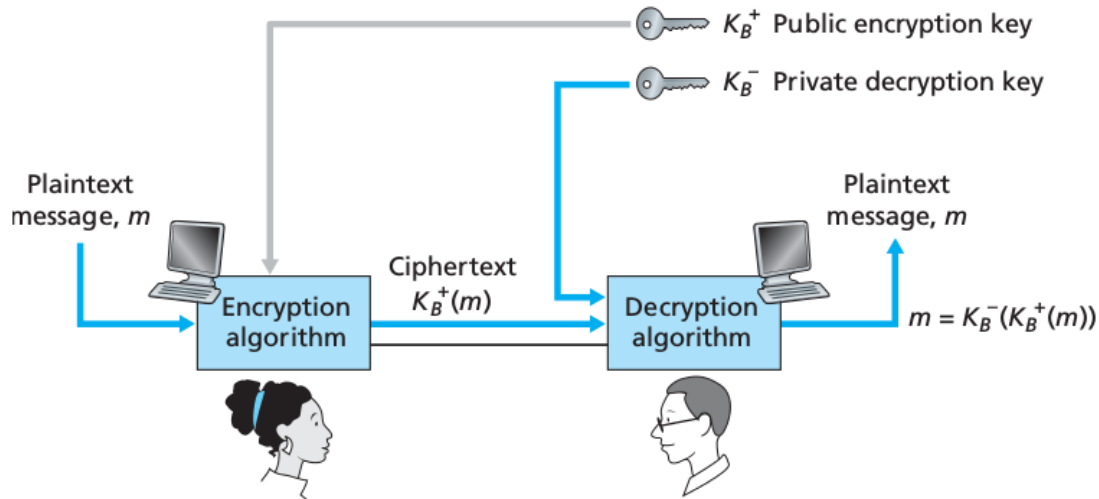 K_B^+ Public encryption key
K_B^- Private decryption key
Plaintext
message, m
Plaintext
message, m
Ciphertext
K_B^+(m)
Encryption
algorithm
Decryption
algorithm
m = K_B^-(K_B^+(m))